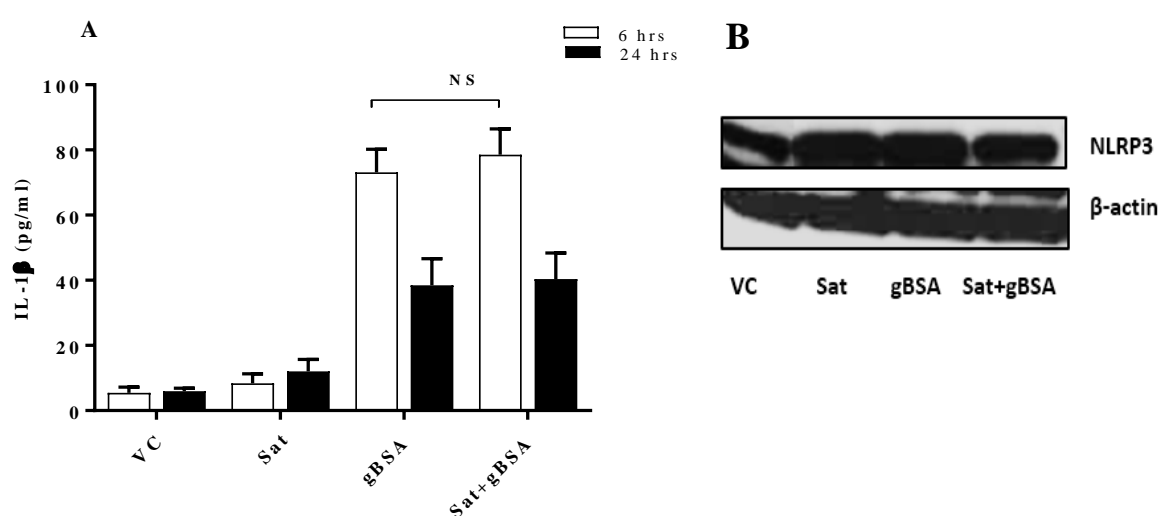 A
6 hrs
24 hrs
NS
IL-1β (pg/ml)
100
80
60
40
20
0
VC
Sat
gBSA
Sat+gBSA
B
NLRP3
β-actin
VC Sat gBSA Sat+gBSA